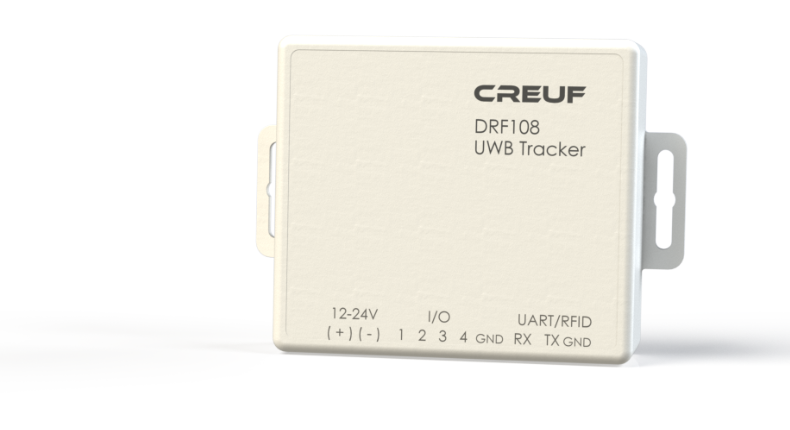 CREUF
DRF108
UWB Tracker
12-24V I/O UART/RFID
(+) (-) 1 2 3 4 GND RX TX GND